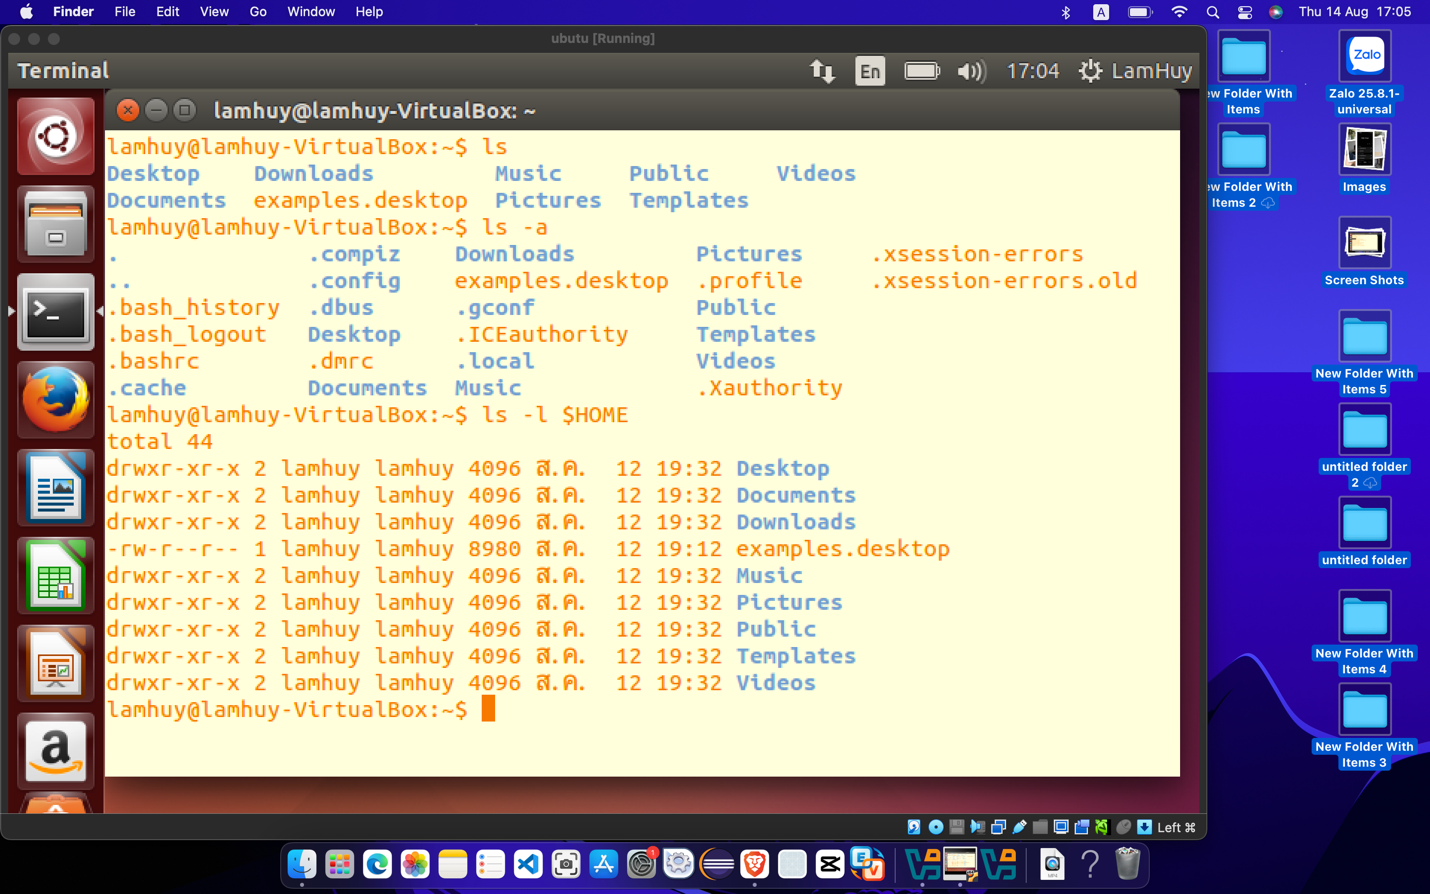 Finder File Edit View Go Window Help
A
Thu 14 Aug 17:05
ubutu [Running]
Terminal
En
17:04
LamHuy
lamhuy@lamhuy-VirtualBox: ~
lamhuy@lamhuy-VirtualBox:~$ ls
Desktop Downloads Music Public Videos
Documents examples.desktop Pictures Templates
lamhuy@lamhuy-VirtualBox:~$ ls -a
. .compiz Downloads Pictures .xsession-errors
.. .config examples.desktop .profile .xsession-errors.old
.bash_history .dbus .gconf Public
.bash_logout Desktop .ICEauthority Templates
.bashrc .dmrc .local Videos
.cache Documents Music .Xauthority
lamhuy@lamhuy-VirtualBox:~$ ls -l $HOME
total 44
drwxr-xr-x 2 lamhuy lamhuy 4096 ส.ค. 12 19:32 Desktop
drwxr-xr-x 2 lamhuy lamhuy 4096 ส.ค. 12 19:32 Documents
drwxr-xr-x 2 lamhuy lamhuy 4096 ส.ค. 12 19:32 Downloads
-rw-r--r-- 1 lamhuy lamhuy 8980 ส.ค. 12 19:12 examples.desktop
drwxr-xr-x 2 lamhuy lamhuy 4096 ส.ค. 12 19:32 Music
drwxr-xr-x 2 lamhuy lamhuy 4096 ส.ค. 12 19:32 Pictures
drwxr-xr-x 2 lamhuy lamhuy 4096 ส.ค. 12 19:32 Public
drwxr-xr-x 2 lamhuy lamhuy 4096 ส.ค. 12 19:32 Templates
drwxr-xr-x 2 lamhuy lamhuy 4096 ส.ค. 12 19:32 Videos
lamhuy@lamhuy-VirtualBox:~$
Left ⌘
ew Folder With
Items
ew Folder With
Items 2
Zalo
Zalo 25.8.1-
universal
Images
Screen Shots
New Folder With
Items 5
untitled folder
2
untitled folder
New Folder With
Items 4
New Folder With
Items 3
1